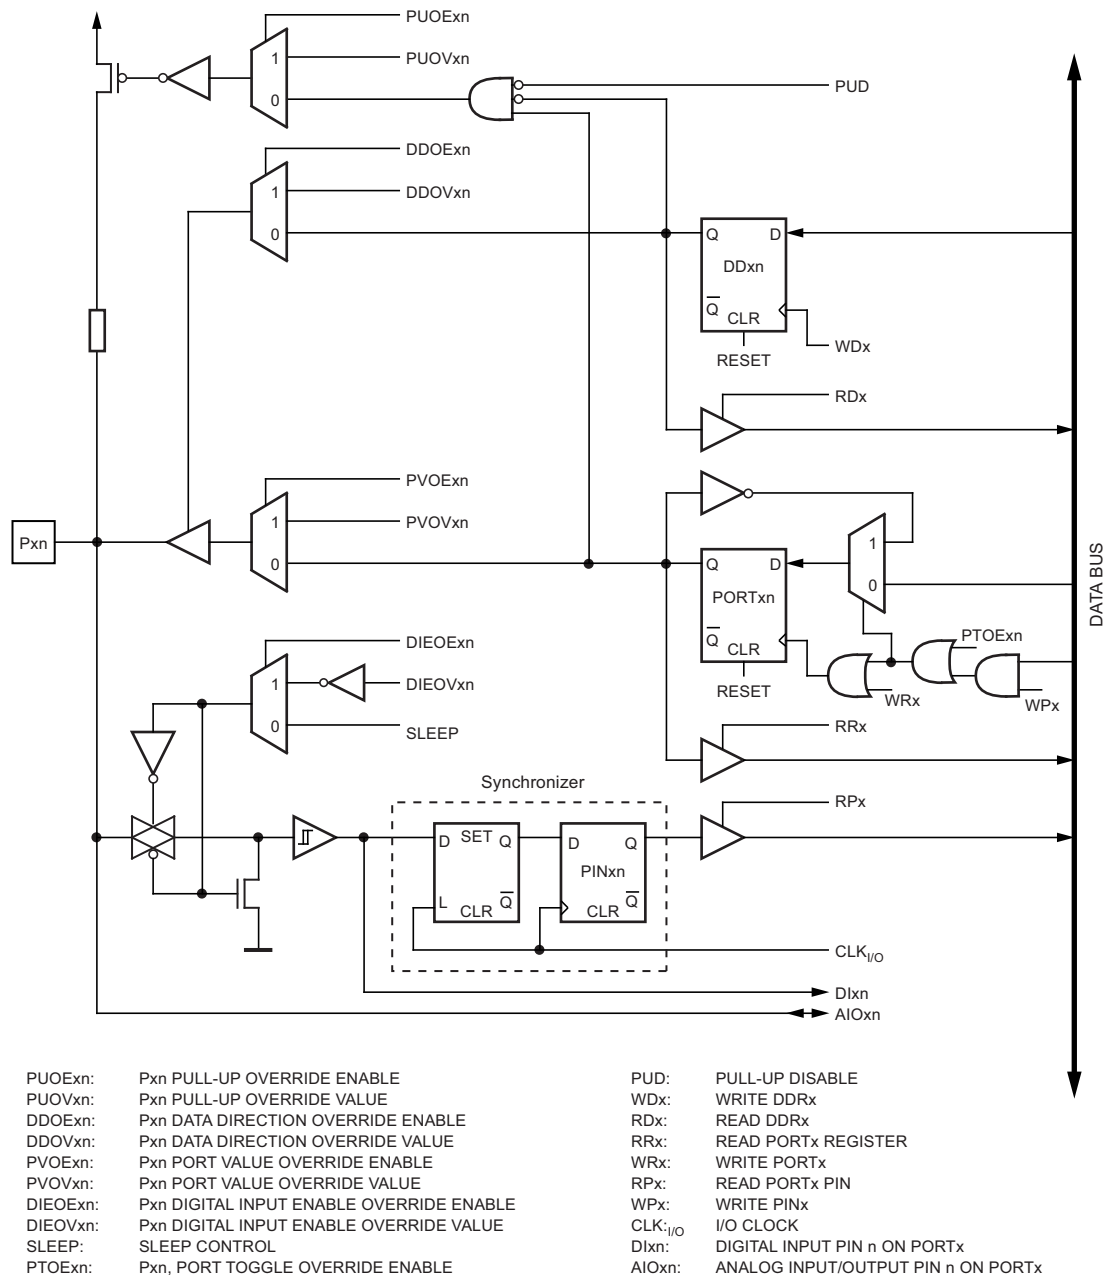 PUOExn
1
PUOVxn
0
PUD
DDOExn
1
DDOVxn
0
Q D
DDxn
Q
CLR
RESET
WDx
RDx
PVOExn
1
PVOVxn
0
Pxn
Q D
PORTxn
Q
CLR
RESET
1
0
PTOExn
WRx
WPx
DATA BUS
DIEOExn
1
DIEOVxn
0
SLEEP
RRx
Synchronizer
RPx
D SET Q
L CLR Q
D Q
PINxn
CLR Q
CLKI/O
DIxn
AIOxn
PUOExn: Pxn PULL-UP OVERRIDE ENABLE
PUOVxn: Pxn PULL-UP OVERRIDE VALUE
DDOExn: Pxn DATA DIRECTION OVERRIDE ENABLE
DDOVxn: Pxn DATA DIRECTION OVERRIDE VALUE
PVOExn: Pxn PORT VALUE OVERRIDE ENABLE
PVOVxn: Pxn PORT VALUE OVERRIDE VALUE
DIEOExn: Pxn DIGITAL INPUT ENABLE OVERRIDE ENABLE
DIEOVxn: Pxn DIGITAL INPUT ENABLE OVERRIDE VALUE
SLEEP: SLEEP CONTROL
PTOExn: Pxn, PORT TOGGLE OVERRIDE ENABLE
PUD: PULL-UP DISABLE
WDx: WRITE DDRx
RDx: READ DDRx
RRx: READ PORTx REGISTER
WRx: WRITE PORTx
RPx: READ PORTx PIN
WPx: WRITE PINx
CLK:I/O I/O CLOCK
DIxn: DIGITAL INPUT PIN n ON PORTx
AIOxn: ANALOG INPUT/OUTPUT PIN n ON PORTx